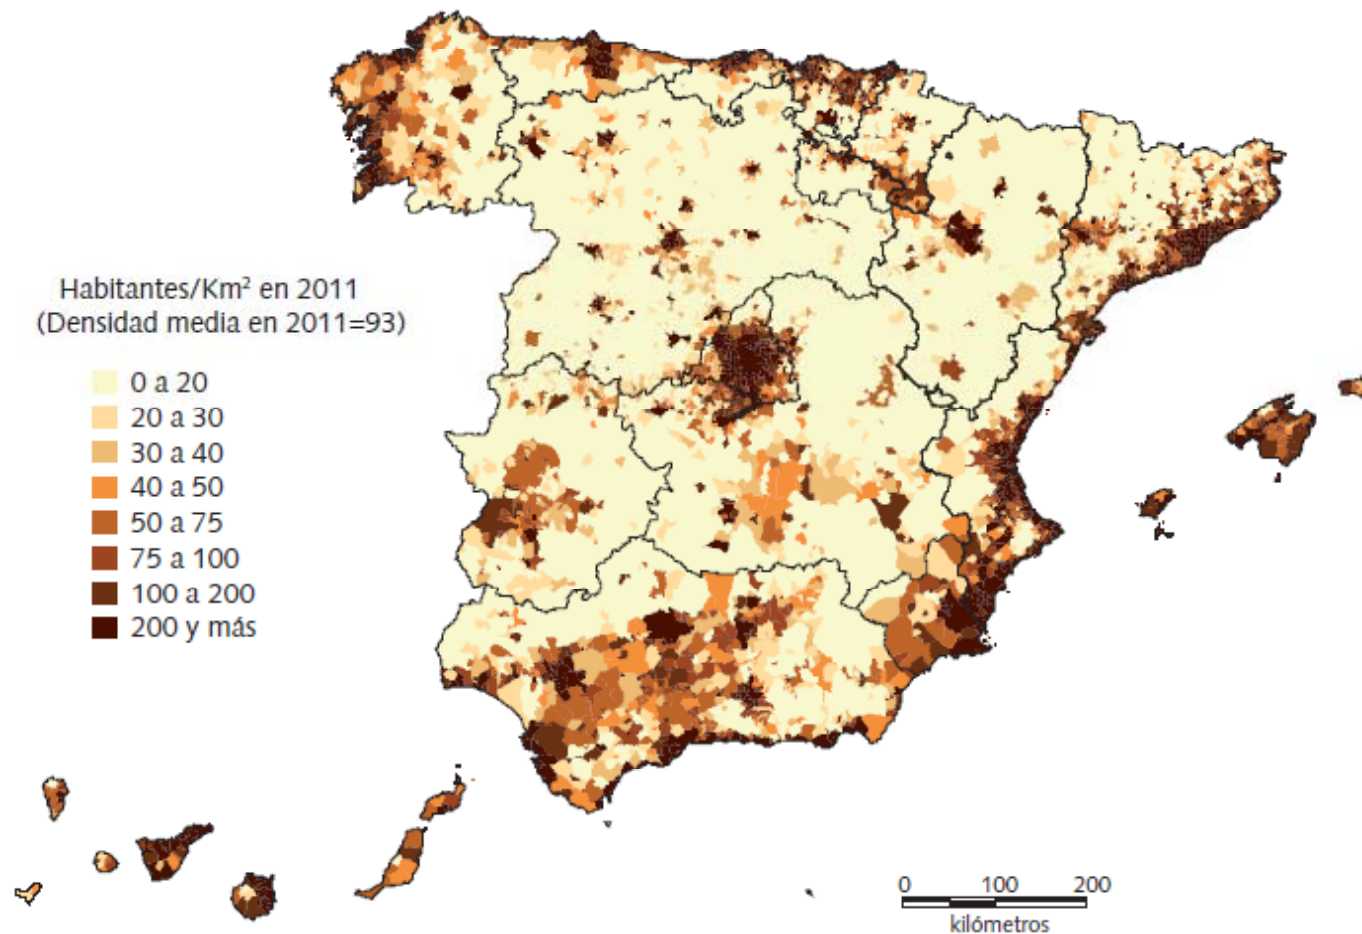 Habitantes/Km² en 2011
(Densidad media en 2011=93)
0 a 20
20 a 30
30 a 40
40 a 50
50 a 75
75 a 100
100 a 200
200 y más
0 100 200
kilómetros